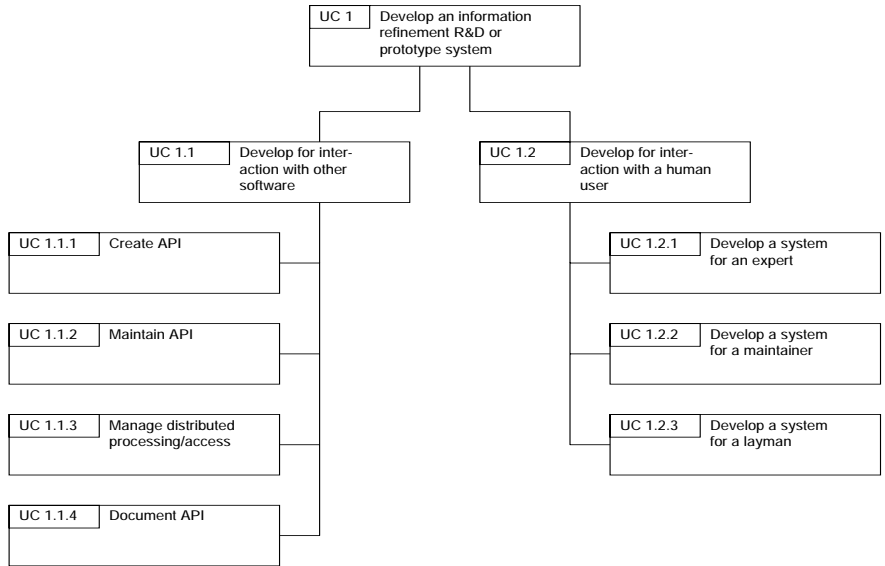 UC 1 Develop an information
refinement R&D or
prototype system
UC 1.1 Develop for inter-
action with other
software
UC 1.2 Develop for inter-
action with a human
user
UC 1.1.1 Create API
UC 1.1.2 Maintain API
UC 1.1.3 Manage distributed
processing/access
UC 1.1.4 Document API
UC 1.2.1 Develop a system
for an expert
UC 1.2.2 Develop a system
for a maintainer
UC 1.2.3 Develop a system
for a layman